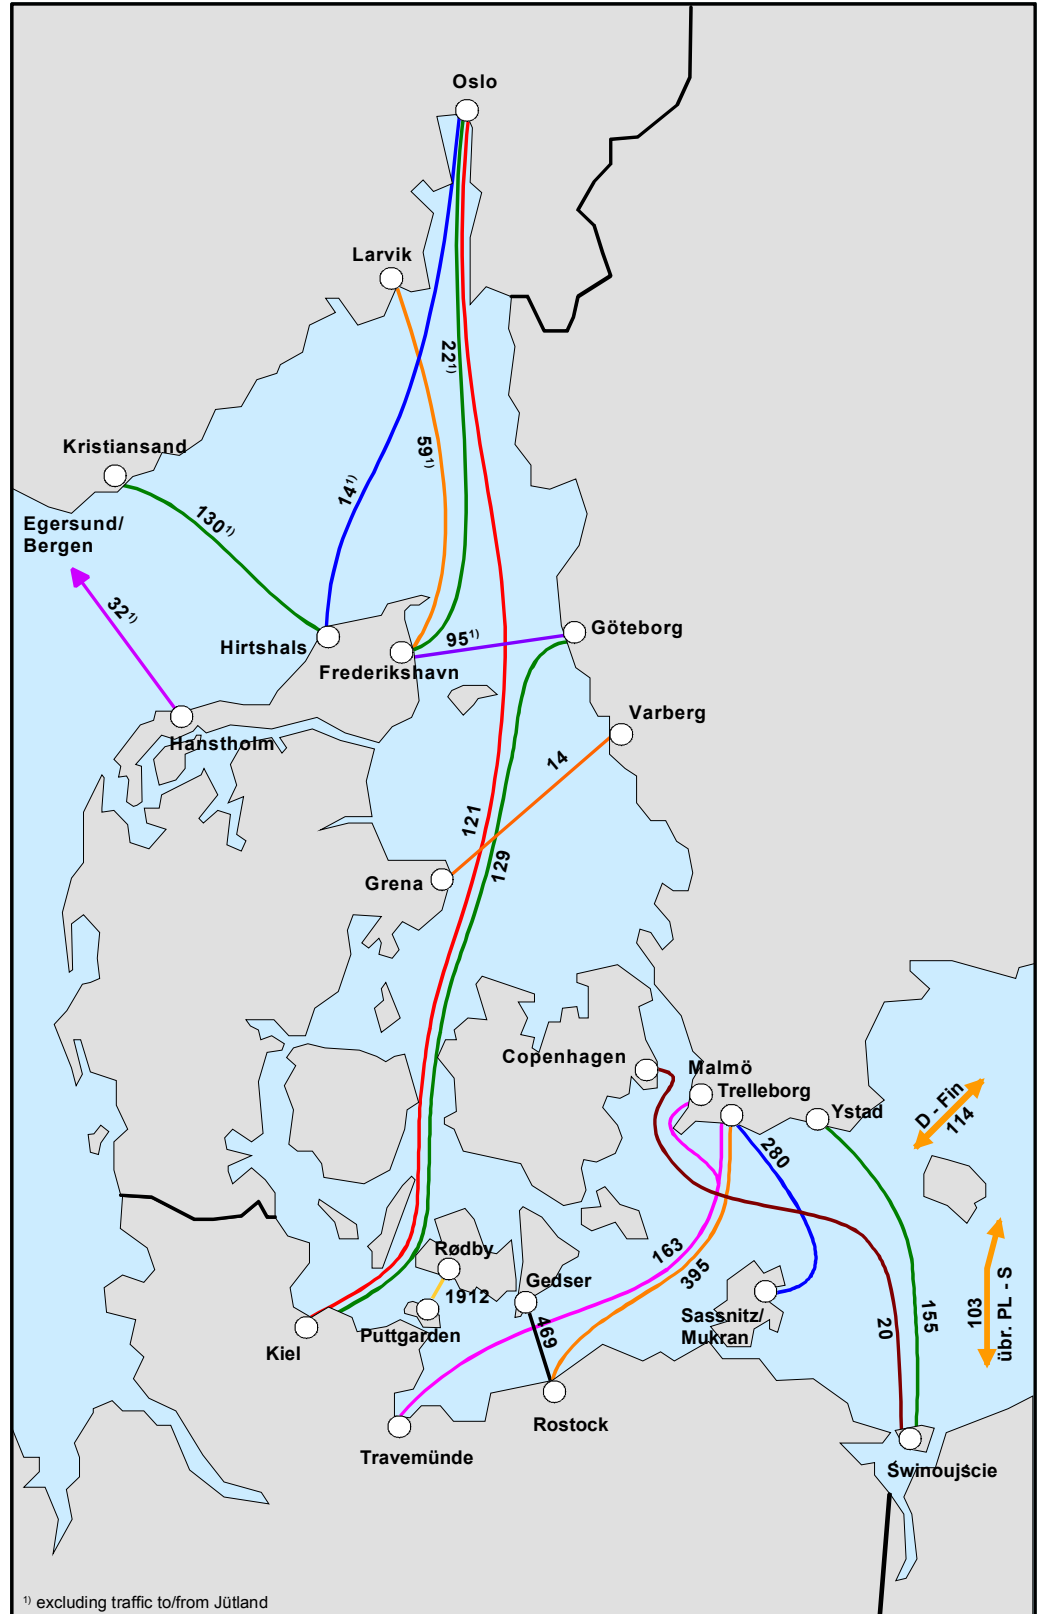 Oslo
Larvik
22¹⁾
59¹⁾
Kristiansand
14¹⁾
130¹⁾
Egersund/
Bergen
32¹⁾
Hirtshals
95¹⁾
Göteborg
Frederikshavn
Varberg
Hanstholm
14
121
129
Grena
Copenhagen
Malmö
Trelleborg
Ystad
D - Fin
114
280
Rødby
163
395
Gedser
1912
Puttgarden
469
Sassnitz/
Mukran
20
155
103
übr. PL - S
Kiel
Rostock
Travemünde
Świnoujście
¹⁾ excluding traffic to/from Jütland